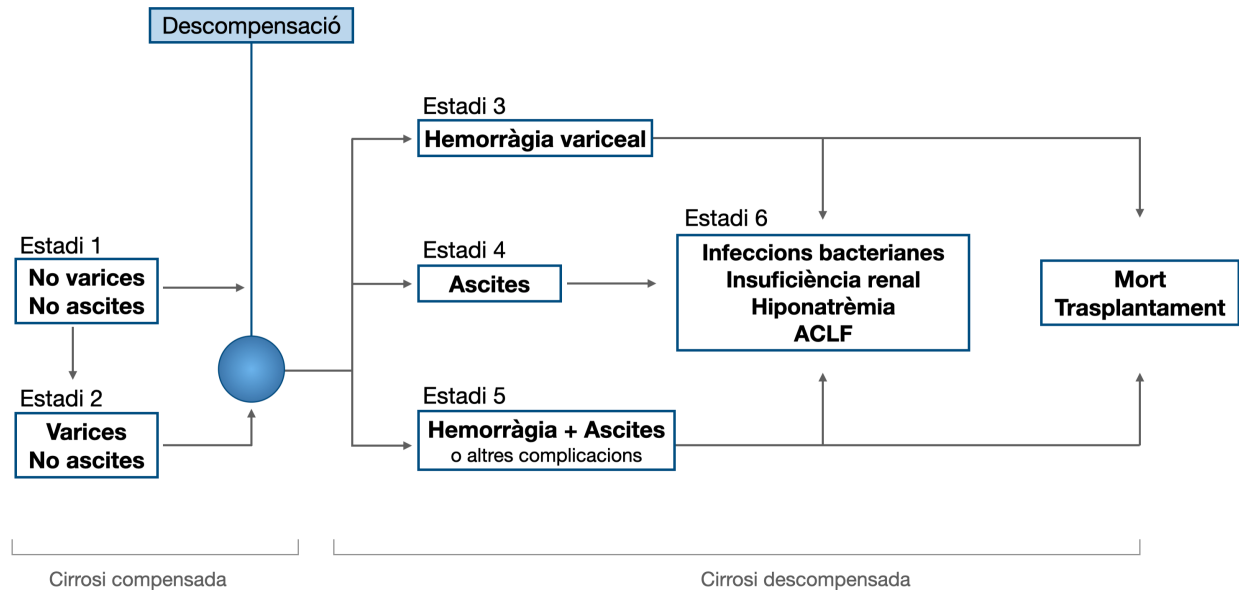 Descompensació
Estadi 1
No varices
No ascites
Estadi 2
Varices
No ascites
Estadi 3
Hemorràgia variceal
Estadi 4
Ascites
Estadi 5
Hemorràgia + Ascites
o altres complicacions
Estadi 6
Infeccions bacterianes
Insuficiència renal
Hiponatrèmia
ACLF
Mort
Trasplantament
Cirrosi compensada
Cirrosi descompensada